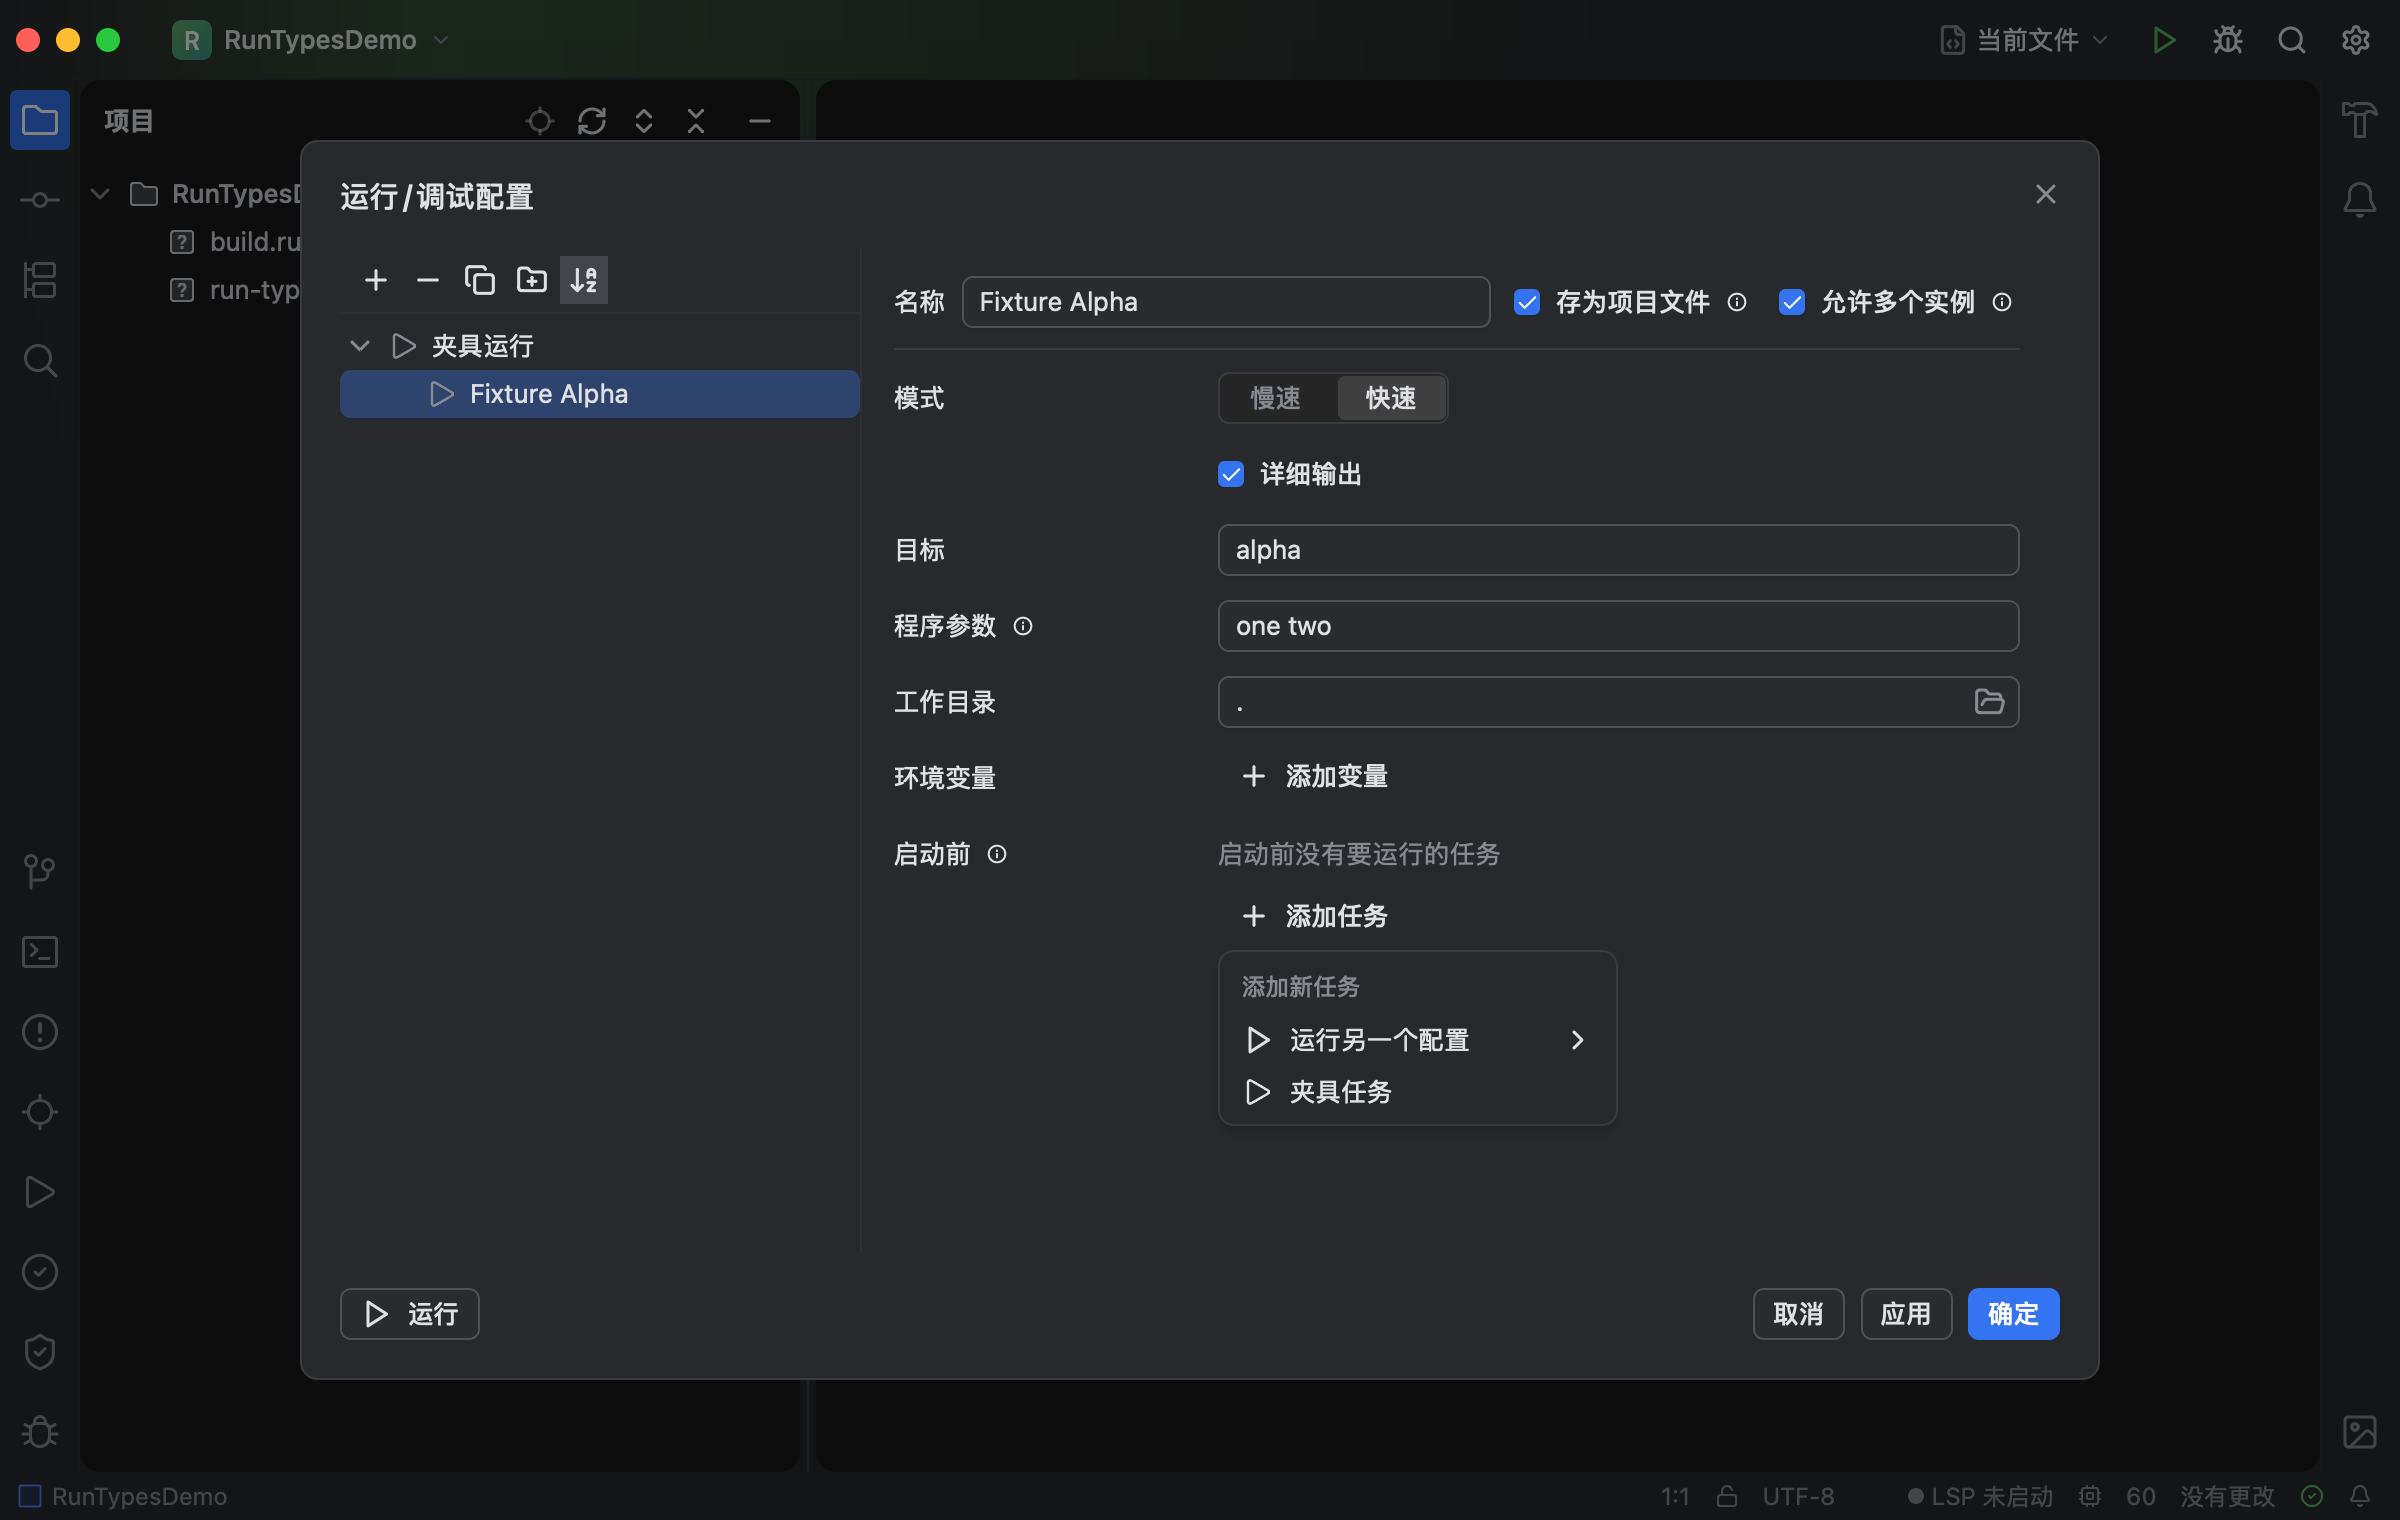 R RunTypesDemo
当前文件
项目
RunTypesD
build.ru
run-typ
运行/调试配置
夹具运行
Fixture Alpha
名称 Fixture Alpha 存为项目文件 允许多个实例
模式 慢速 快速
详细输出
目标 alpha
程序参数 one two
工作目录 .
环境变量 添加变量
启动前 启动前没有要运行的任务
添加任务
添加新任务
运行另一个配置
夹具任务
运行 取消 应用 确定
RunTypesDemo 1:1 UTF-8 LSP 未启动 60 没有更改